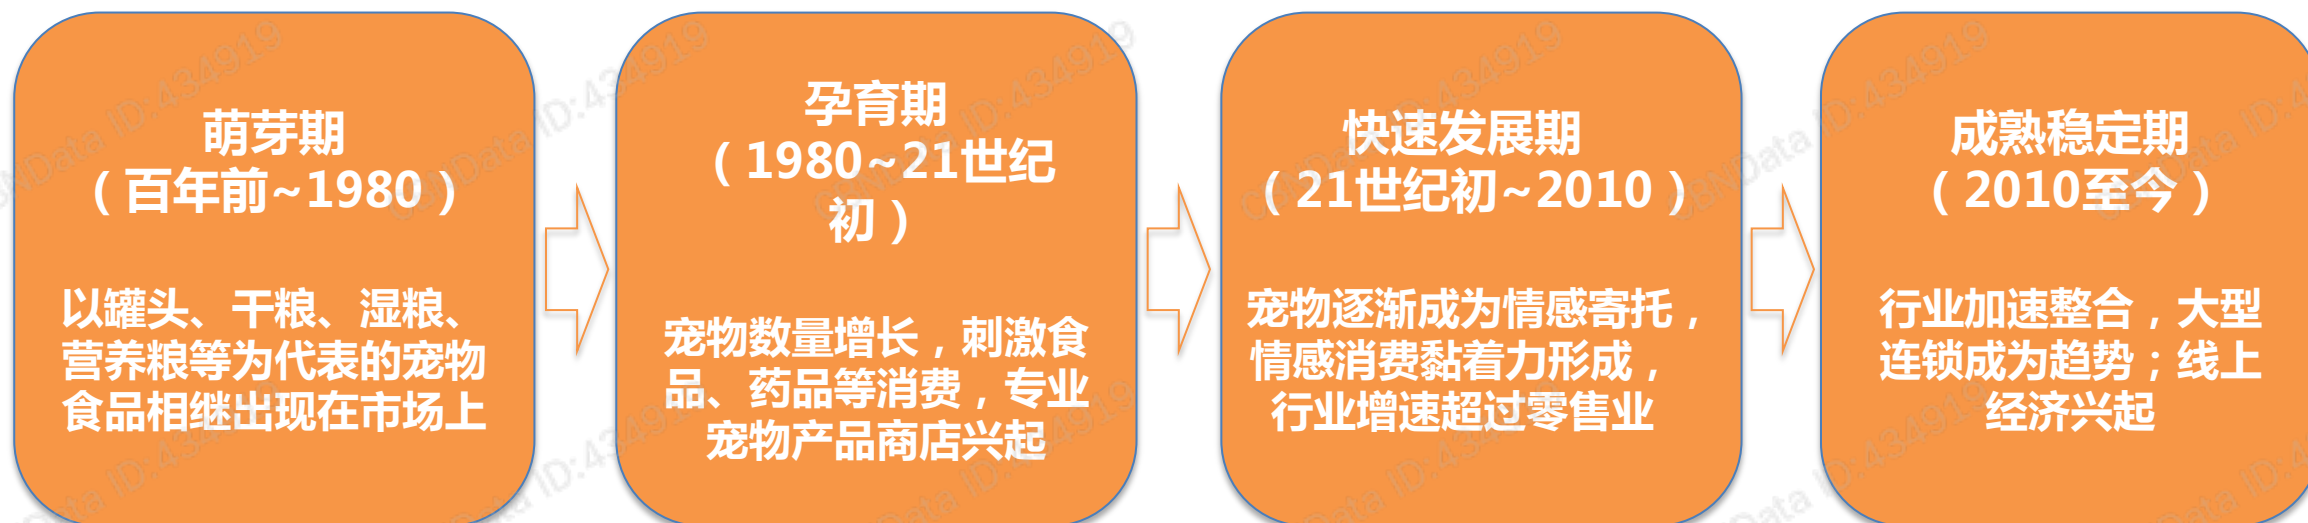 萌芽期
（百年前~1980）
以罐头、干粮、湿粮、
营养粮等为代表的宠物
食品相继出现在市场上
孕育期
（1980~21世纪
初）
宠物数量增长，刺激食
品、药品等消费，专业
宠物产品商店兴起
快速发展期
（21世纪初~2010）
宠物逐渐成为情感寄托，
情感消费黏着力形成，
行业增速超过零售业
成熟稳定期
（2010至今）
行业加速整合，大型
连锁成为趋势；线上
经济兴起